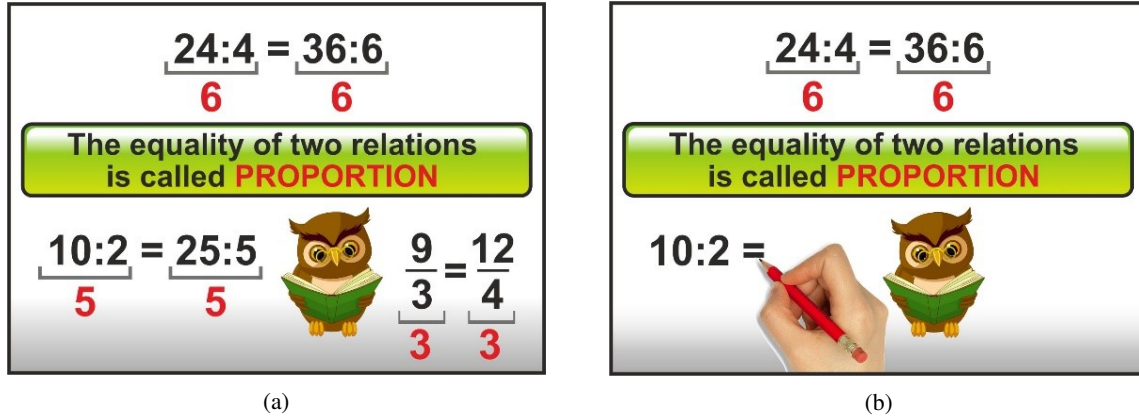 24:4 = 36:6
6 6
The equality of two relations
is called PROPORTION
10:2 = 25:5
5 5
9/3 = 12/4
3 3
(a)
24:4 = 36:6
6 6
The equality of two relations
is called PROPORTION
10:2 =
(b)